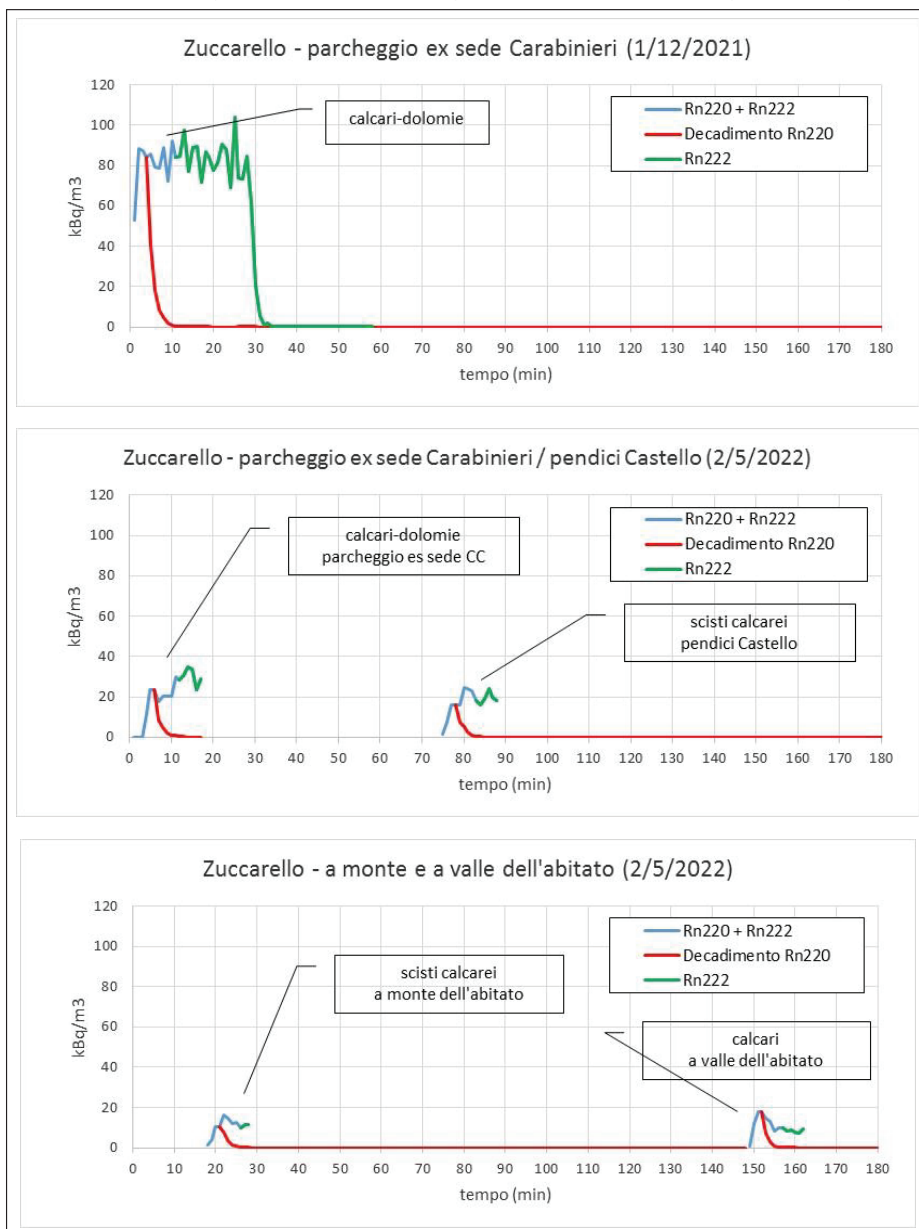 Zuccarello - parcheggio ex sede Carabinieri (1/12/2021)
120
100
80
60
40
20
0
kBq/m3
calcari-dolomie
Rn220 + Rn222
Decadimento Rn220
Rn222
0 10 20 30 40 50 60 70 80 90 100 110 120 130 140 150 160 170 180
tempo (min)
Zuccarello - parcheggio ex sede Carabinieri / pendici Castello (2/5/2022)
120
100
80
60
40
20
0
kBq/m3
calcari-dolomie
parcheggio es sede CC
Rn220 + Rn222
Decadimento Rn220
Rn222
scisti calcarei
pendici Castello
0 10 20 30 40 50 60 70 80 90 100 110 120 130 140 150 160 170 180
tempo (min)
Zuccarello - a monte e a valle dell'abitato (2/5/2022)
120
100
80
60
40
20
0
kBq/m3
scisti calcarei
a monte dell'abitato
Rn220 + Rn222
Decadimento Rn220
Rn222
calcari
a valle dell'abitato
0 10 20 30 40 50 60 70 80 90 100 110 120 130 140 150 160 170 180
tempo (min)